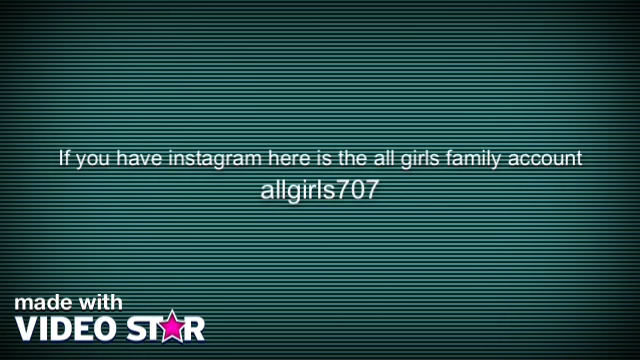 If you have instagram here is the all girls family account
allgirls707
made with
VIDEO STAR